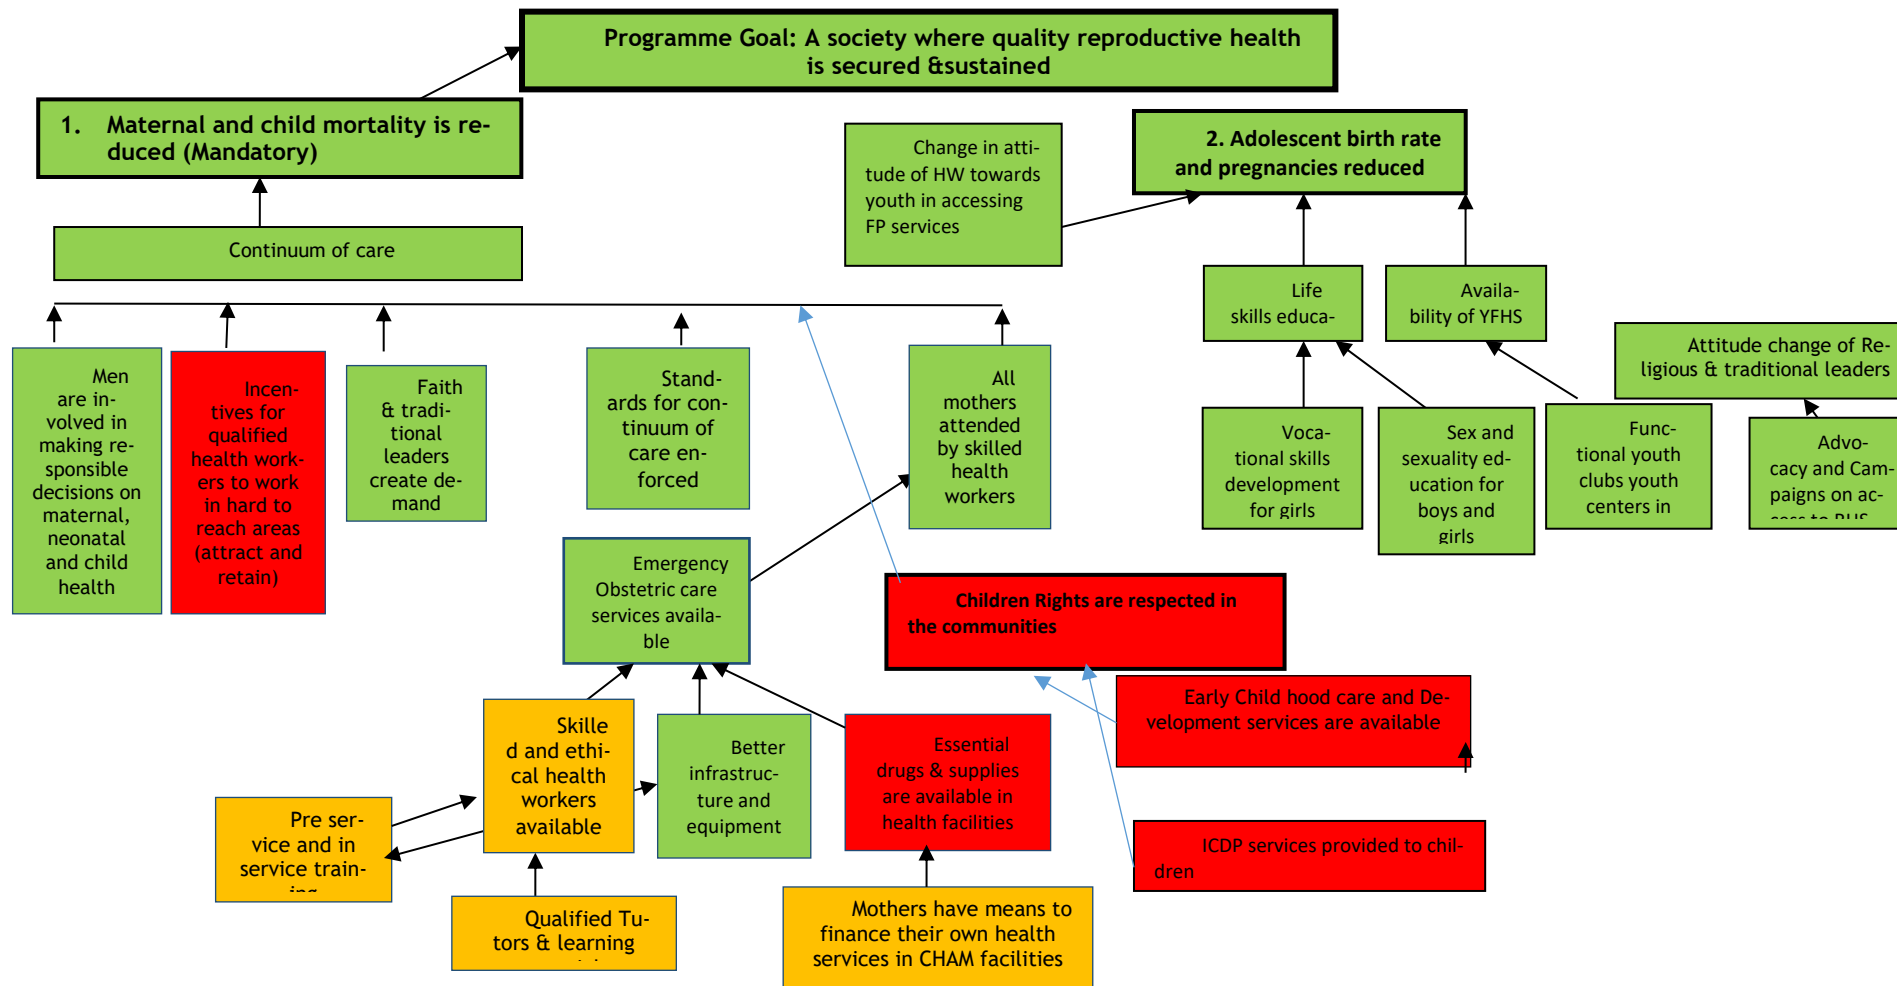 Programme Goal: A society where quality reproductive health
is secured &sustained
1. Maternal and child mortality is re-
duced (Mandatory)
Change in atti-
tude of HW towards
youth in accessing
FP services
2. Adolescent birth rate
and pregnancies reduced
Continuum of care
Life
skills educa-
Availa-
bility of YFHS
Attitude change of Re-
ligious & traditional leaders
Men
are in-
volved in
making re-
sponsible
decisions on
maternal,
neonatal
and child
health
Incen-
tives for
qualified
health work-
ers to work
in hard to
reach areas
(attract and
retain)
Faith
& tradi-
tional
leaders
create de-
mand
Stand-
ards for con-
tinuum of
care en-
forced
All
mothers
attended
by skilled
health
workers
Voca-
tional skills
development
for girls
Sex and
sexuality ed-
ucation for
boys and
girls
Func-
tional youth
clubs youth
centers in
Advo-
cacy and Cam-
paigns on ac-
cess to RHS
Emergency
Obstetric care
services availa-
ble
Children Rights are respected in
the communities
Early Child hood care and De-
velopment services are available
Skille
d and ethi-
cal health
workers
available
Better
infrastruc-
ture and
equipment
Essential
drugs & supplies
are available in
health facilities
Pre ser-
vice and in
service train-
ing
ICDP services provided to chil-
dren
Qualified Tu-
tors & learning
Mothers have means to
finance their own health
services in CHAM facilities